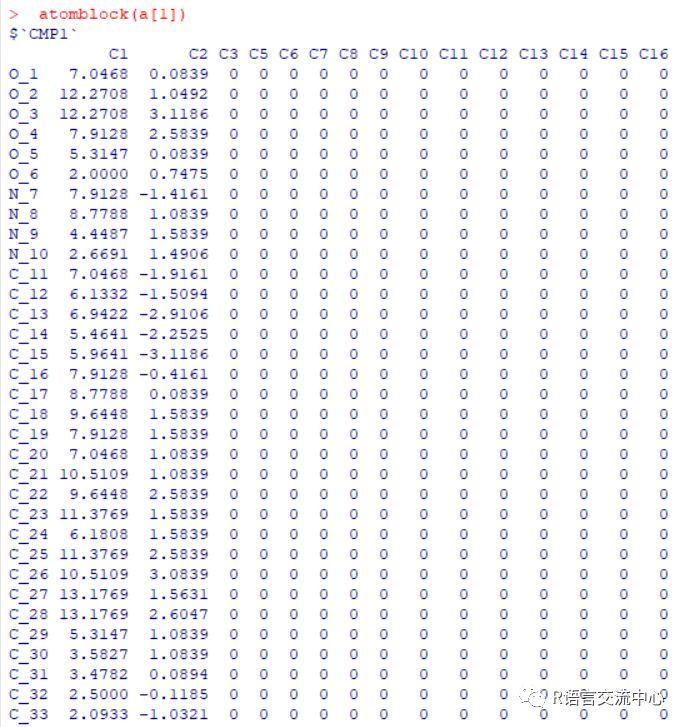 > atomblock(a[1])
$`CMP1`
C1 C2 C3 C5 C6 C7 C8 C9 C10 C11 C12 C13 C14 C15 C16
O_1 7.0468 0.0839 0 0 0 0 0 0 0 0 0 0 0 0 0
O_2 12.2708 1.0492 0 0 0 0 0 0 0 0 0 0 0 0 0
O_3 12.2708 3.1186 0 0 0 0 0 0 0 0 0 0 0 0 0
O_4 7.9128 2.5839 0 0 0 0 0 0 0 0 0 0 0 0 0
O_5 5.3147 0.0839 0 0 0 0 0 0 0 0 0 0 0 0 0
O_6 2.0000 0.7475 0 0 0 0 0 0 0 0 0 0 0 0 0
N_7 7.9128 -1.4161 0 0 0 0 0 0 0 0 0 0 0 0 0
N_8 8.7788 1.0839 0 0 0 0 0 0 0 0 0 0 0 0 0
N_9 4.4487 1.5839 0 0 0 0 0 0 0 0 0 0 0 0 0
N_10 2.6691 1.4906 0 0 0 0 0 0 0 0 0 0 0 0 0
C_11 7.0468 -1.9161 0 0 0 0 0 0 0 0 0 0 0 0 0
C_12 6.1332 -1.5094 0 0 0 0 0 0 0 0 0 0 0 0 0
C_13 6.9422 -2.9106 0 0 0 0 0 0 0 0 0 0 0 0 0
C_14 5.4641 -2.2525 0 0 0 0 0 0 0 0 0 0 0 0 0
C_15 5.9641 -3.1186 0 0 0 0 0 0 0 0 0 0 0 0 0
C_16 7.9128 -0.4161 0 0 0 0 0 0 0 0 0 0 0 0 0
C_17 8.7788 0.0839 0 0 0 0 0 0 0 0 0 0 0 0 0
C_18 9.6448 1.5839 0 0 0 0 0 0 0 0 0 0 0 0 0
C_19 7.9128 1.5839 0 0 0 0 0 0 0 0 0 0 0 0 0
C_20 7.0468 1.0839 0 0 0 0 0 0 0 0 0 0 0 0 0
C_21 10.5109 1.0839 0 0 0 0 0 0 0 0 0 0 0 0 0
C_22 9.6448 2.5839 0 0 0 0 0 0 0 0 0 0 0 0 0
C_23 11.3769 1.5839 0 0 0 0 0 0 0 0 0 0 0 0 0
C_24 6.1808 1.5839 0 0 0 0 0 0 0 0 0 0 0 0 0
C_25 11.3769 2.5839 0 0 0 0 0 0 0 0 0 0 0 0 0
C_26 10.5109 3.0839 0 0 0 0 0 0 0 0 0 0 0 0 0
C_27 13.1769 1.5631 0 0 0 0 0 0 0 0 0 0 0 0 0
C_28 13.1769 2.6047 0 0 0 0 0 0 0 0 0 0 0 0 0
C_29 5.3147 1.0839 0 0 0 0 0 0 0 0 0 0 0 0 0
C_30 3.5827 1.0839 0 0 0 0 0 0 0 0 0 0 0 0 0
C_31 3.4782 0.0894 0 0 0 0 0 0 0 0 0 0 0 0 0
C_32 2.5000 -0.1185 0 0 0 0 0 0 0 0 0 0 0 0 0
C_33 2.0933 -1.0321 0 0 0 0 0 0 0 0 0 0 0 0 0
R语言交流中心